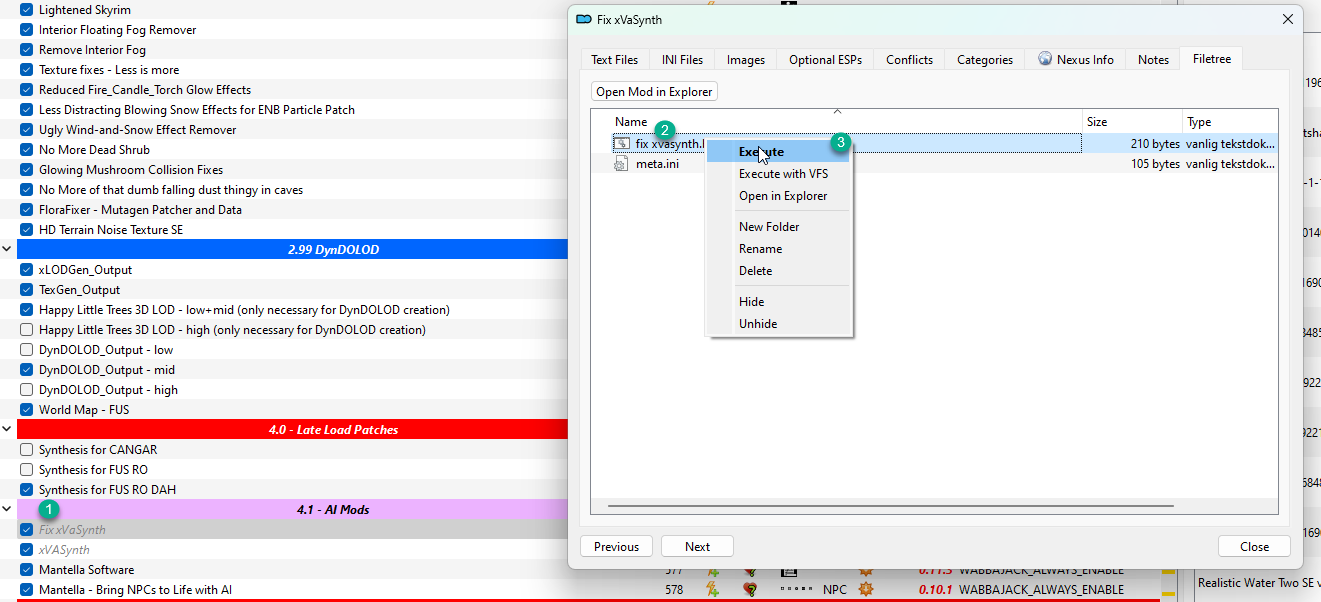 Lightened Skyrim
Interior Floating Fog Remover
Remove Interior Fog
Texture fixes - Less is more
Reduced Fire_Candle_Torch Glow Effects
Less Distracting Blowing Snow Effects for ENB Particle Patch
Ugly Wind-and-Snow Effect Remover
No More Dead Shrub
Glowing Mushroom Collision Fixes
No More of that dumb falling dust thingy in caves
FloraFixer - Mutagen Patcher and Data
HD Terrain Noise Texture SE
2.99 DynDOLOD
xLODGen_Output
TexGen_Output
Happy Little Trees 3D LOD - low+mid (only necessary for DynDOLOD creation)
Happy Little Trees 3D LOD - high (only necessary for DynDOLOD creation)
DynDOLOD_Output - low
DynDOLOD_Output - mid
DynDOLOD_Output - high
World Map - FUS
4.0 - Late Load Patches
Synthesis for CANGAR
Synthesis for FUS RO
Synthesis for FUS RO DAH
1
4.1 - AI Mods
Fix xVaSynth
xVASynth
Mantella Software
Mantella - Bring NPCs to Life with AI
578 NPC 0.10.1 WABBAJACK_ALWAYS_ENABLE
Fix xVaSynth
Text Files INI Files Images Optional ESPs Conflicts Categories Nexus Info Notes Filetree
Open Mod in Explorer
Name Size Type
2
3
fix xvasynth. 210 bytes vanlig tekstdok...
meta.ini 105 bytes vanlig tekstdok...
Execute
Execute with VFS
Open in Explorer
New Folder
Rename
Delete
Hide
Unhide
Previous Next Close
Realistic Water Two SE